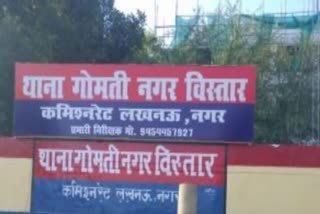 थाना गोमती नगर विस्तार
कमिश्नरेट लखनऊ ,नगर
प्रभारी निरीक्षक मो. 9454457927
थाना गोमती नगर विस्तार
कमिश्नरेट लखनऊ, नगर